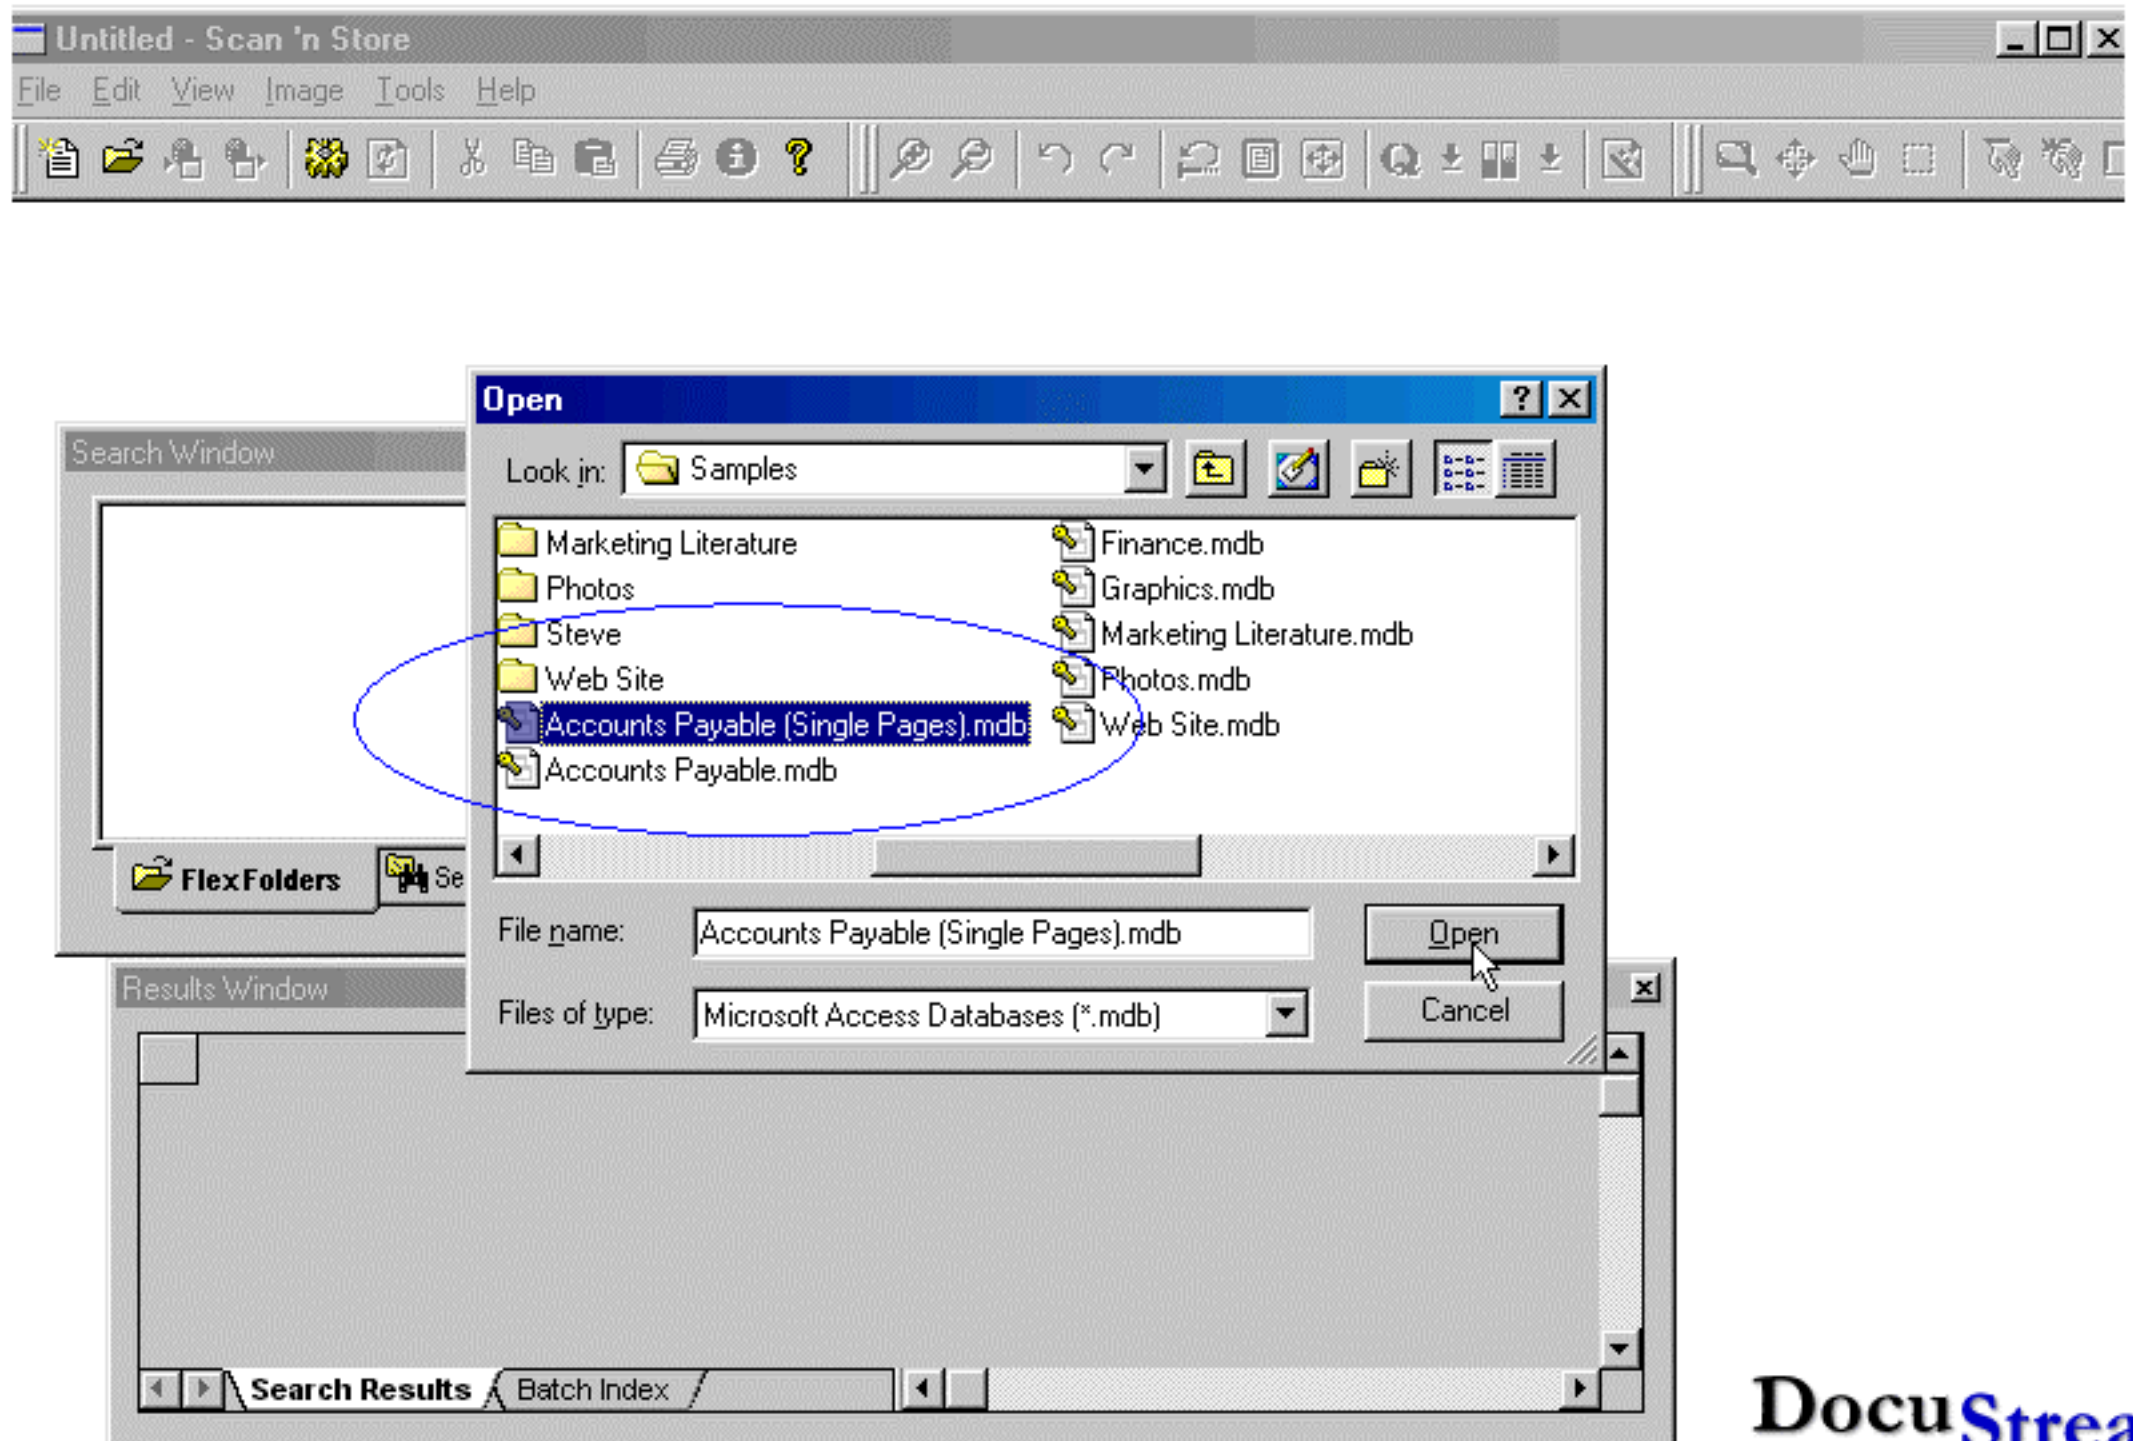 Untitled - Scan 'n Store
File Edit View Image Tools Help
Open
Search Window
Look in: Samples
Marketing Literature
Photos
Steve
Web Site
Accounts Payable (Single Pages).mdb
Accounts Payable.mdb
Finance.mdb
Graphics.mdb
Marketing Literature.mdb
Photos.mdb
Web Site.mdb
FlexFolders Se
File name: Accounts Payable (Single Pages).mdb Open
Results Window
Files of type: Microsoft Access Databases (*.mdb) Cancel
Search Results Batch Index
DocuStrea